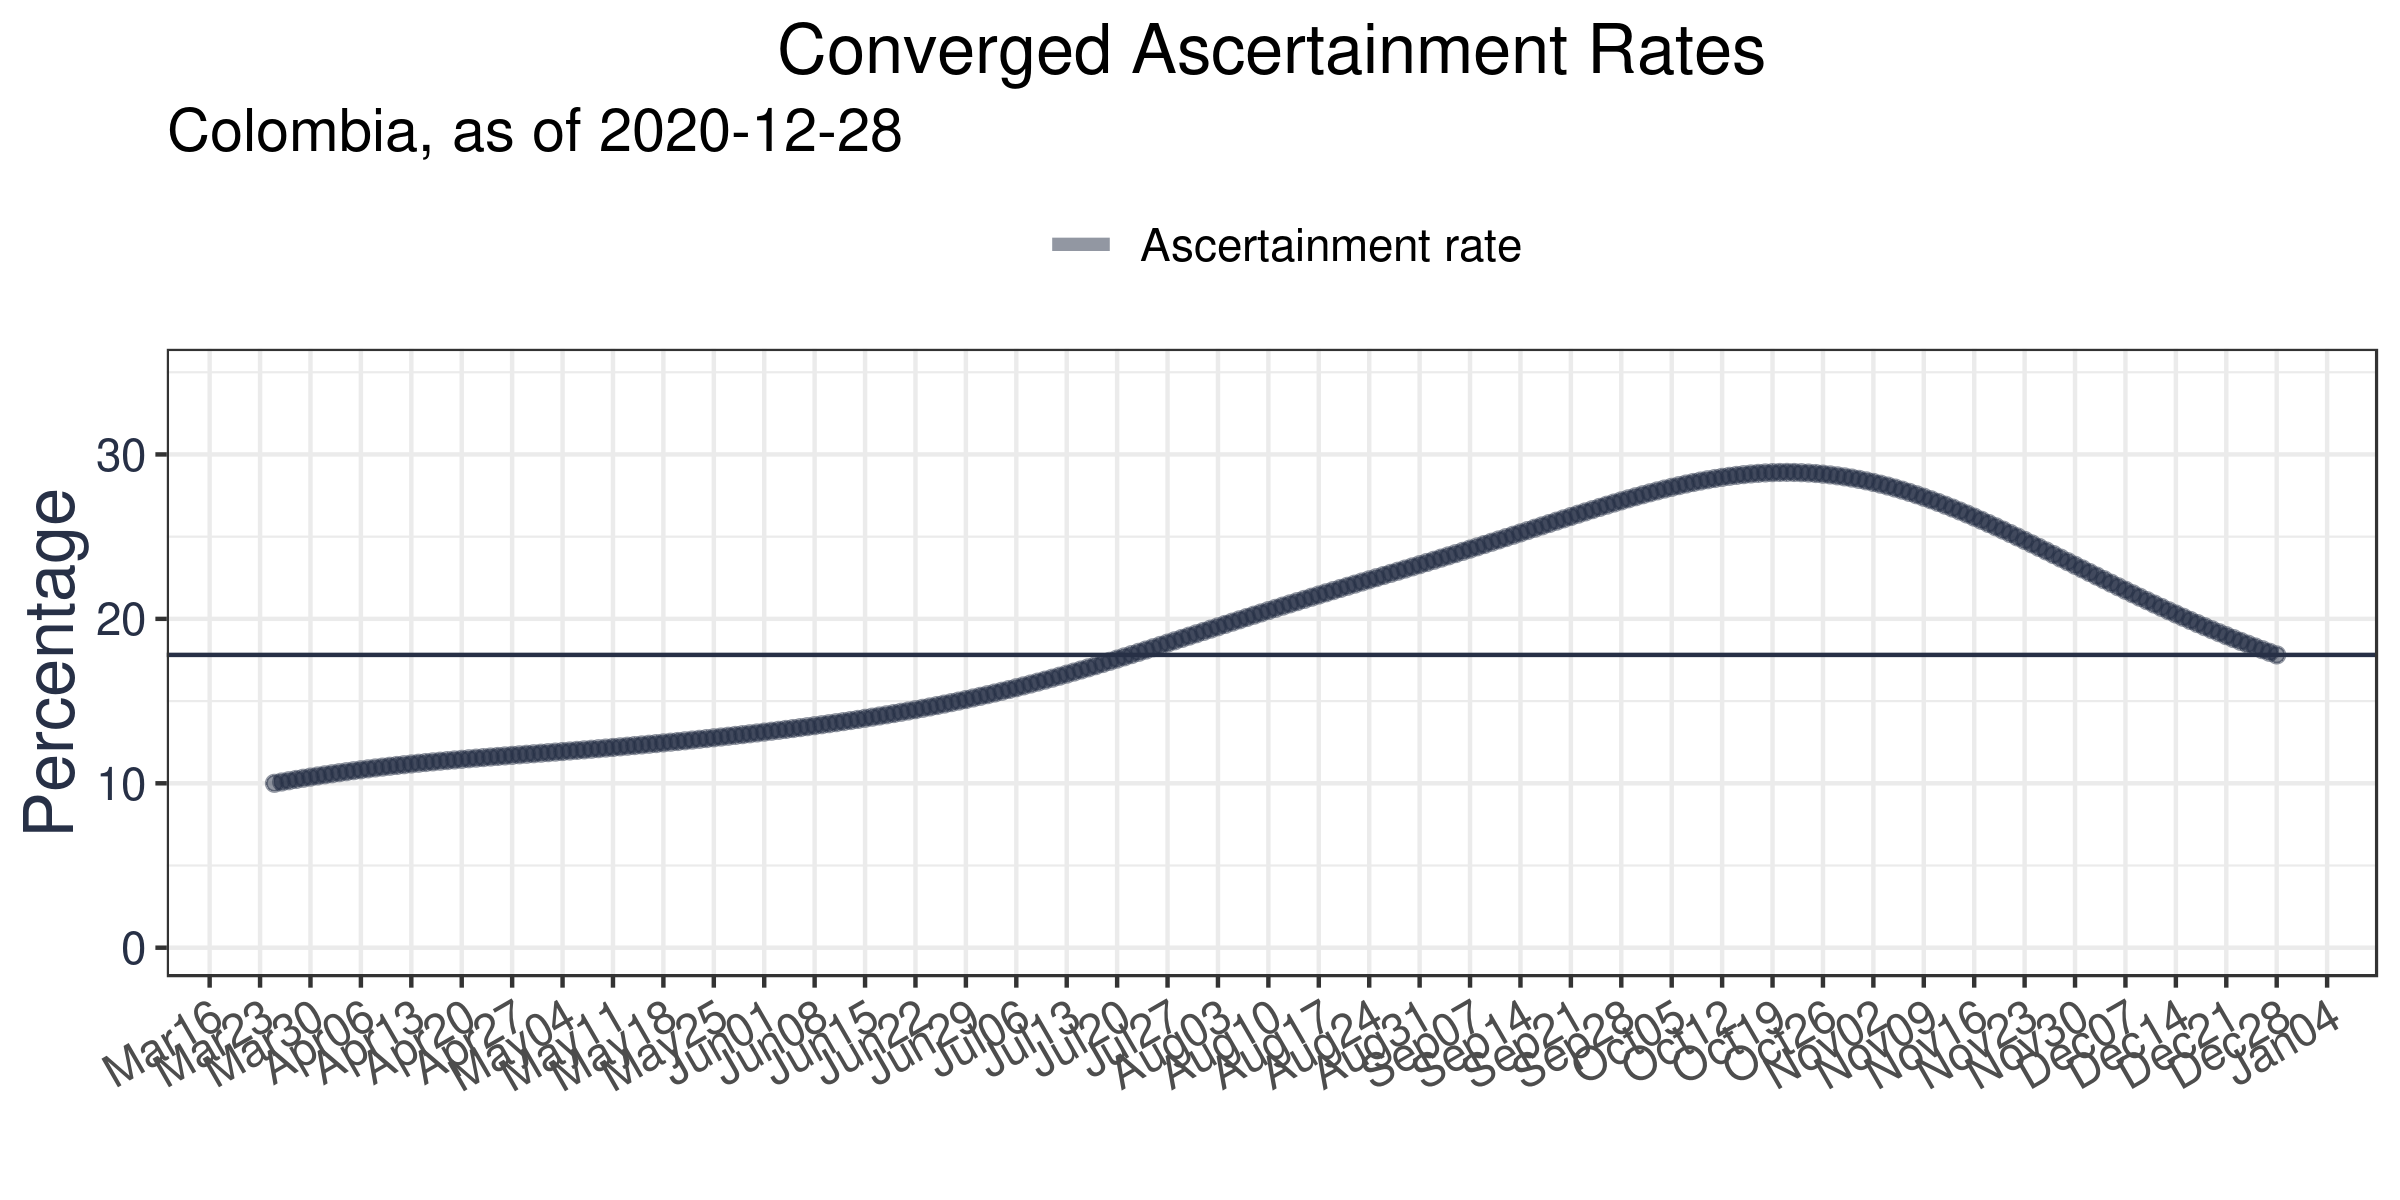 Converged Ascertainment Rates
Colombia, as of 2020-12-28
Ascertainment rate
Percentage
30
20
10
0
Mar16
Mar23
Mar30
Apr06
Apr13
Apr20
Apr27
May04
May11
May18
May25
Jun01
Jun08
Jun15
Jun22
Jun29
Jul06
Jul13
Jul20
Jul27
Aug03
Aug10
Aug17
Aug24
Aug31
Sep07
Sep14
Sep21
Sep28
Oct05
Oct12
Oct19
Oct26
Nov02
Nov09
Nov16
Nov23
Nov30
Dec07
Dec14
Dec21
Dec28
Jan04